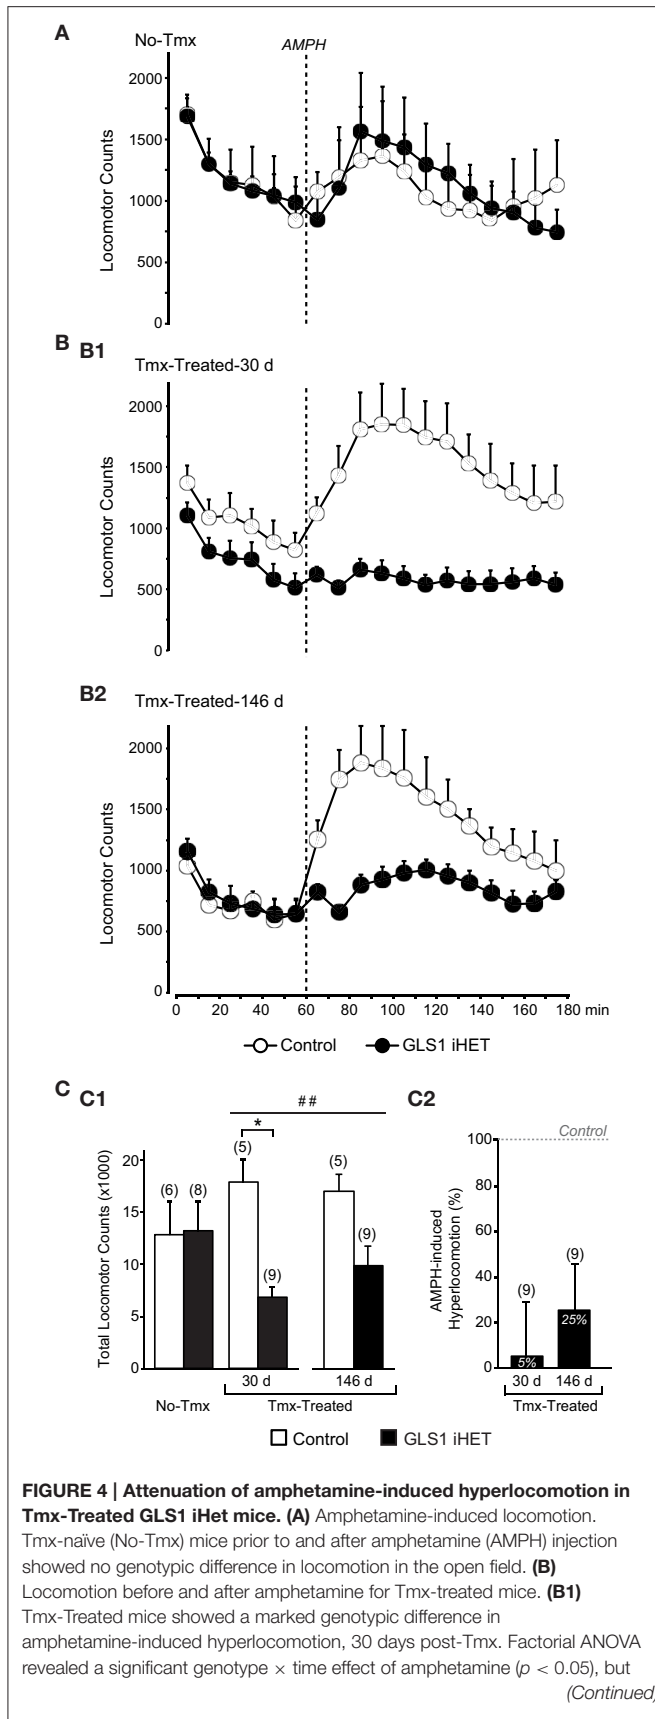 A
No-Tmx
AMPH
2000
1500
1000
500
0
Locomotor Counts
B B1
Tmx-Treated-30 d
2000
1500
1000
500
0
Locomotor Counts
B2
Tmx-Treated-146 d
2000
1500
1000
500
0
Locomotor Counts
0 20 40 60 80 100 120 140 160 180 min
Control GLS1 iHET
C C1
##
*
(6) (8) (5) (9) (5) (9)
20
15
10
5
0
Total Locomotor Counts (x1000)
30 d 146 d
No-Tmx Tmx-Treated
C2
Control
100
80
60
40
20
0
AMPH-induced
Hyperlocomotion (%)
(9) (9)
5% 25%
30 d 146 d
Tmx-Treated
Control GLS1 iHET
FIGURE 4 | Attenuation of amphetamine-induced hyperlocomotion in
Tmx-Treated GLS1 iHet mice. (A) Amphetamine-induced locomotion.
Tmx-naïve (No-Tmx) mice prior to and after amphetamine (AMPH) injection
showed no genotypic difference in locomotion in the open field. (B)
Locomotion before and after amphetamine for Tmx-treated mice. (B1)
Tmx-Treated mice showed a marked genotypic difference in
amphetamine-induced hyperlocomotion, 30 days post-Tmx. Factorial ANOVA
revealed a significant genotype × time effect of amphetamine (p < 0.05), but
(Continued)